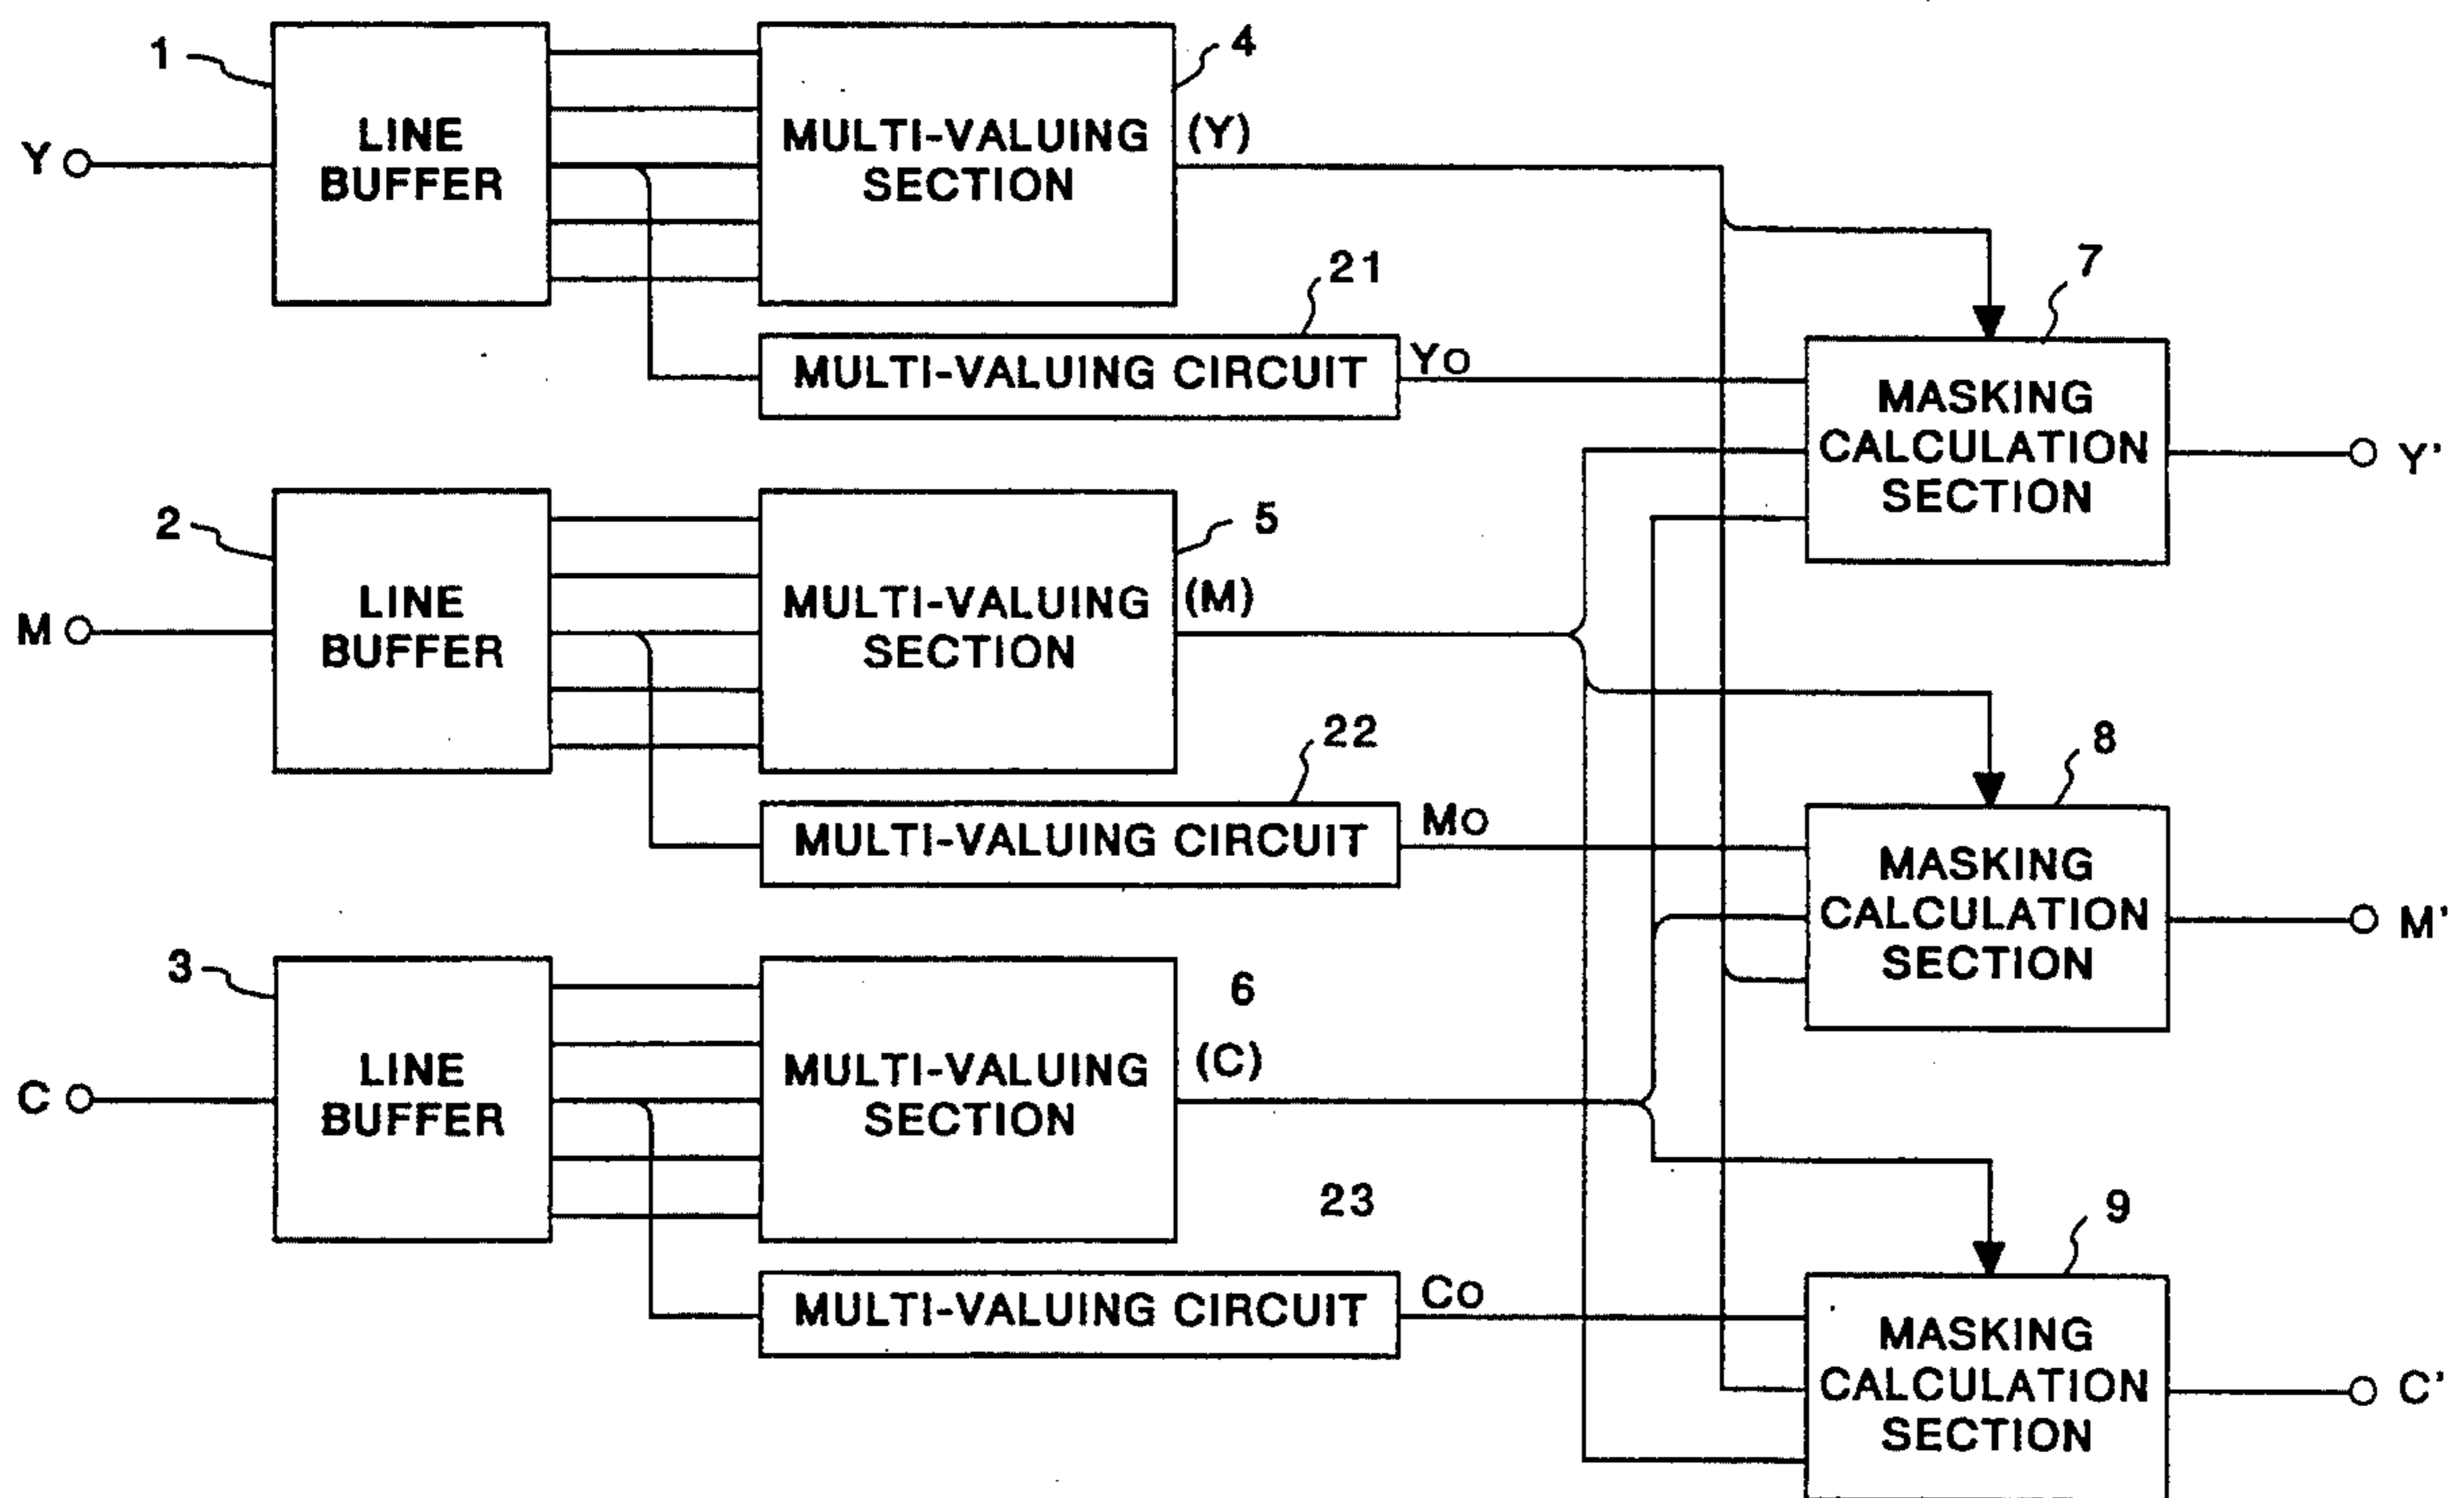 1
Y
LINE
BUFFER
4
MULTI-VALUING
SECTION
(Y)
21
MULTI-VALUING CIRCUIT
Yo
7
MASKING
CALCULATION
SECTION
Y'
2
M
LINE
BUFFER
5
MULTI-VALUING
SECTION
(M)
22
MULTI-VALUING CIRCUIT
Mo
8
MASKING
CALCULATION
SECTION
M'
3
C
LINE
BUFFER
6
MULTI-VALUING
SECTION
(C)
23
MULTI-VALUING CIRCUIT
Co
9
MASKING
CALCULATION
SECTION
C'